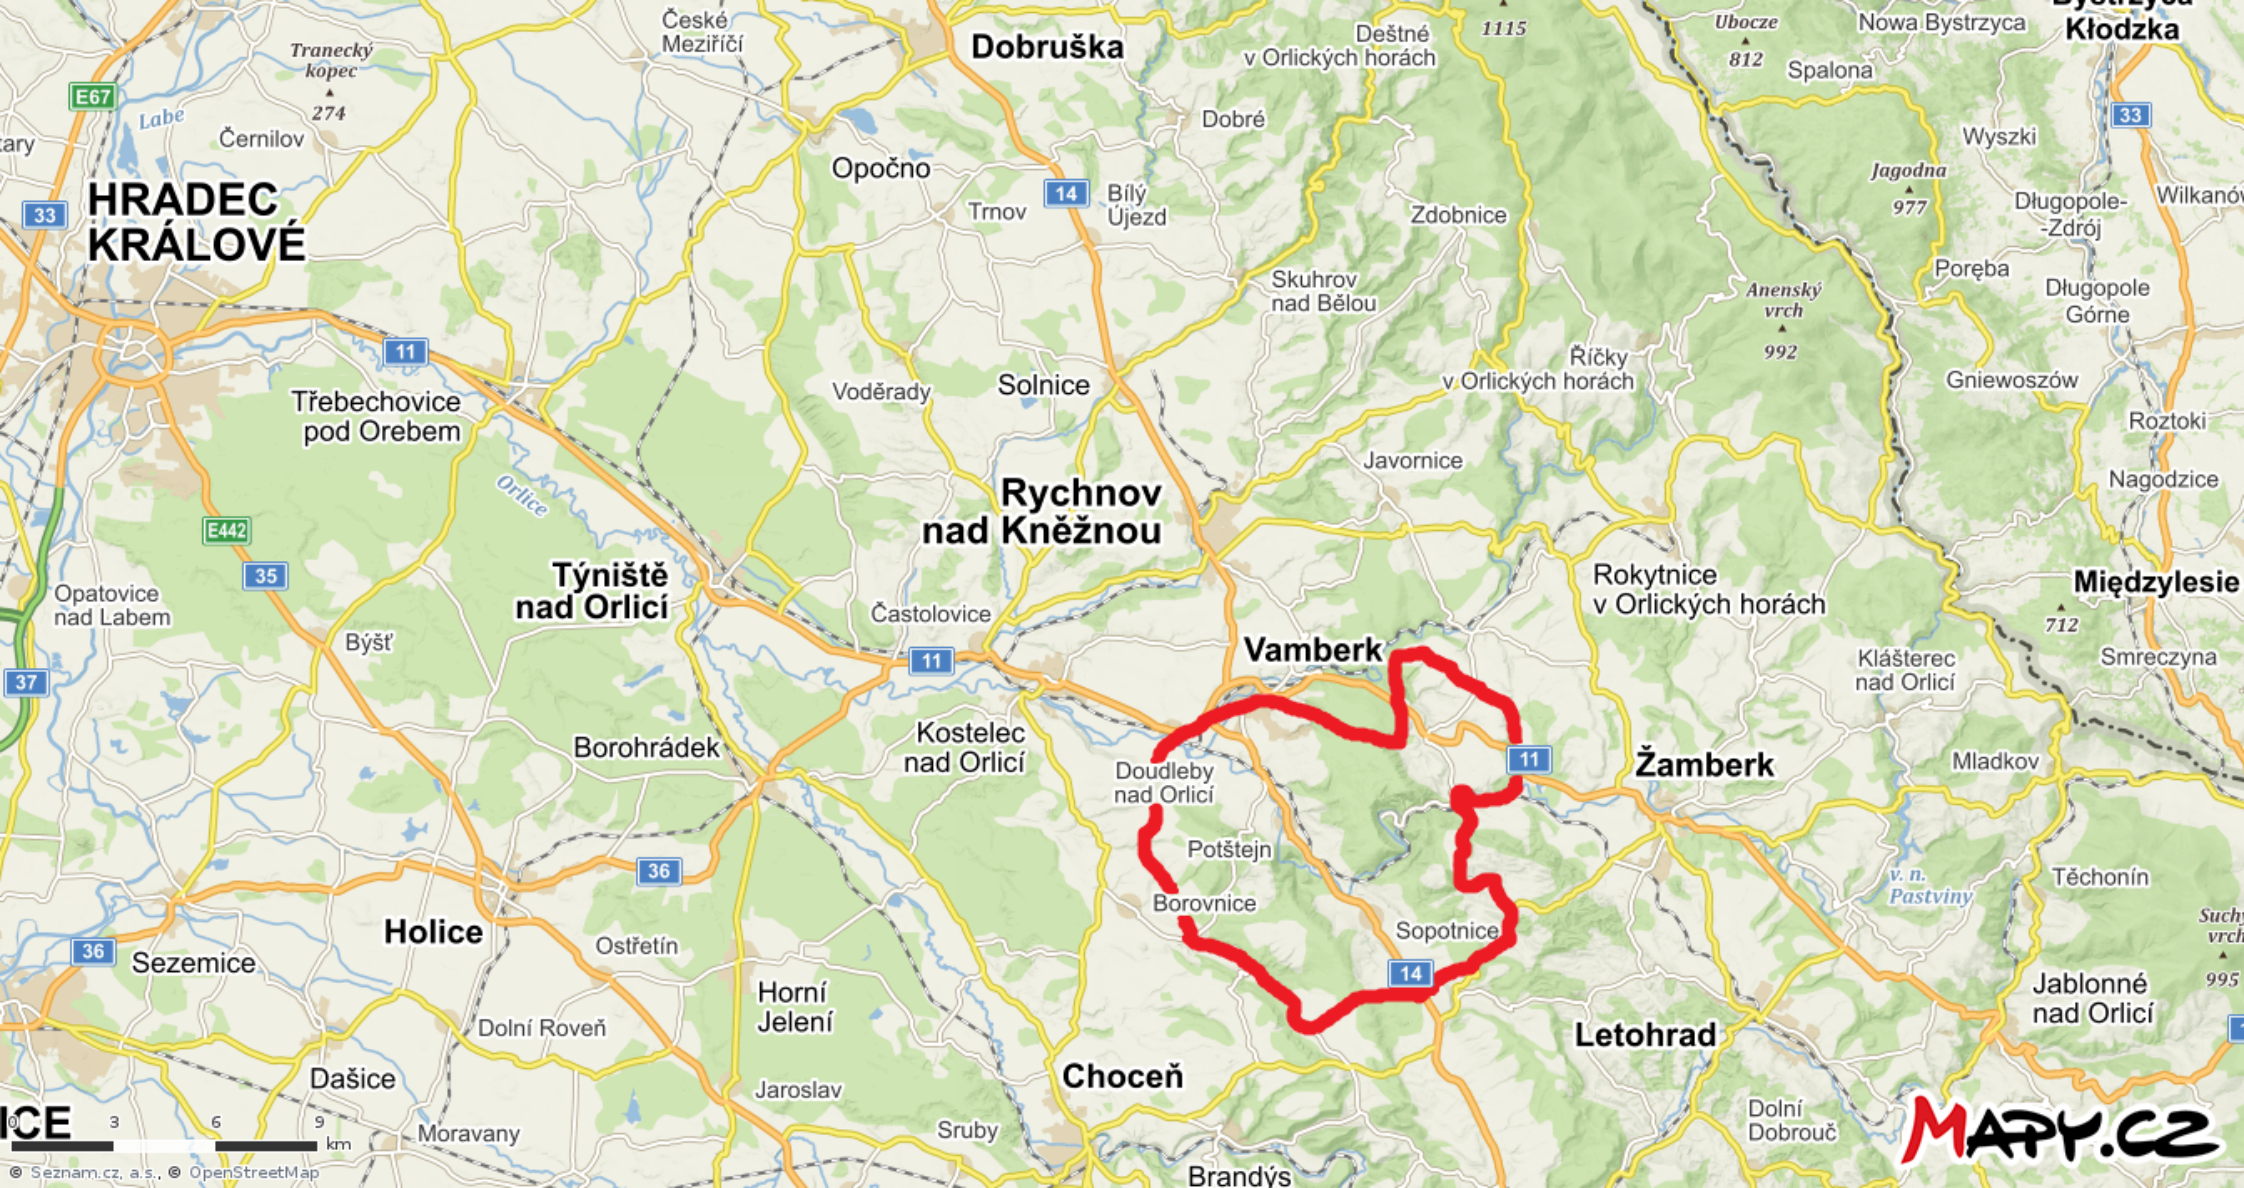 České
Meziříčí
Dobruška
Deštné
v Orlických horách
1115
Ubocze
812
Nowa Bystrzyca
Kłodzka
Tranecký
kopec
274
Spalona
E67
Labe
Černilov
Dobré
33
Wyszki
Opočno
Jagodna
977
HRADEC
KRÁLOVÉ
33
14
Bílý
Újezd
Trnov
Zdobnice
Długopole-
-Zdrój
Skuhrov
nad Bělou
Poręba
Anenský
vrch
992
Długopole
Górne
11
Třebechovice
pod Orebem
Voděrady
Solnice
Říčky
v Orlických horách
Gniewoszów
Roztoki
Orlice
Javornice
Nagodzice
Rychnov
nad Kněžnou
E442
35
Týniště
nad Orlicí
Opatovice
nad Labem
Rokytnice
v Orlických horách
Międzylesie
Častolovice
712
Býšť
Vamberk
11
Klášterec
nad Orlicí
Smreczyna
37
Borohrádek
Kostelec
nad Orlicí
Doudleby
nad Orlicí
11
Žamberk
Mladkov
Potštejn
36
v. n.
Pastviny
Těchonín
Borovnice
Holice
Sopotnice
36
Sezemice
Ostřetín
14
995
Horní
Jelení
Jablonné
nad Orlicí
Dolní Roveň
Letohrad
Dašice
Choceň
Jaroslav
Dolní
Dobrouč
3 6 9
km
Moravany
Sruby
MAPY.CZ
© Seznam.cz, a.s., © OpenStreetMap
Brandýs